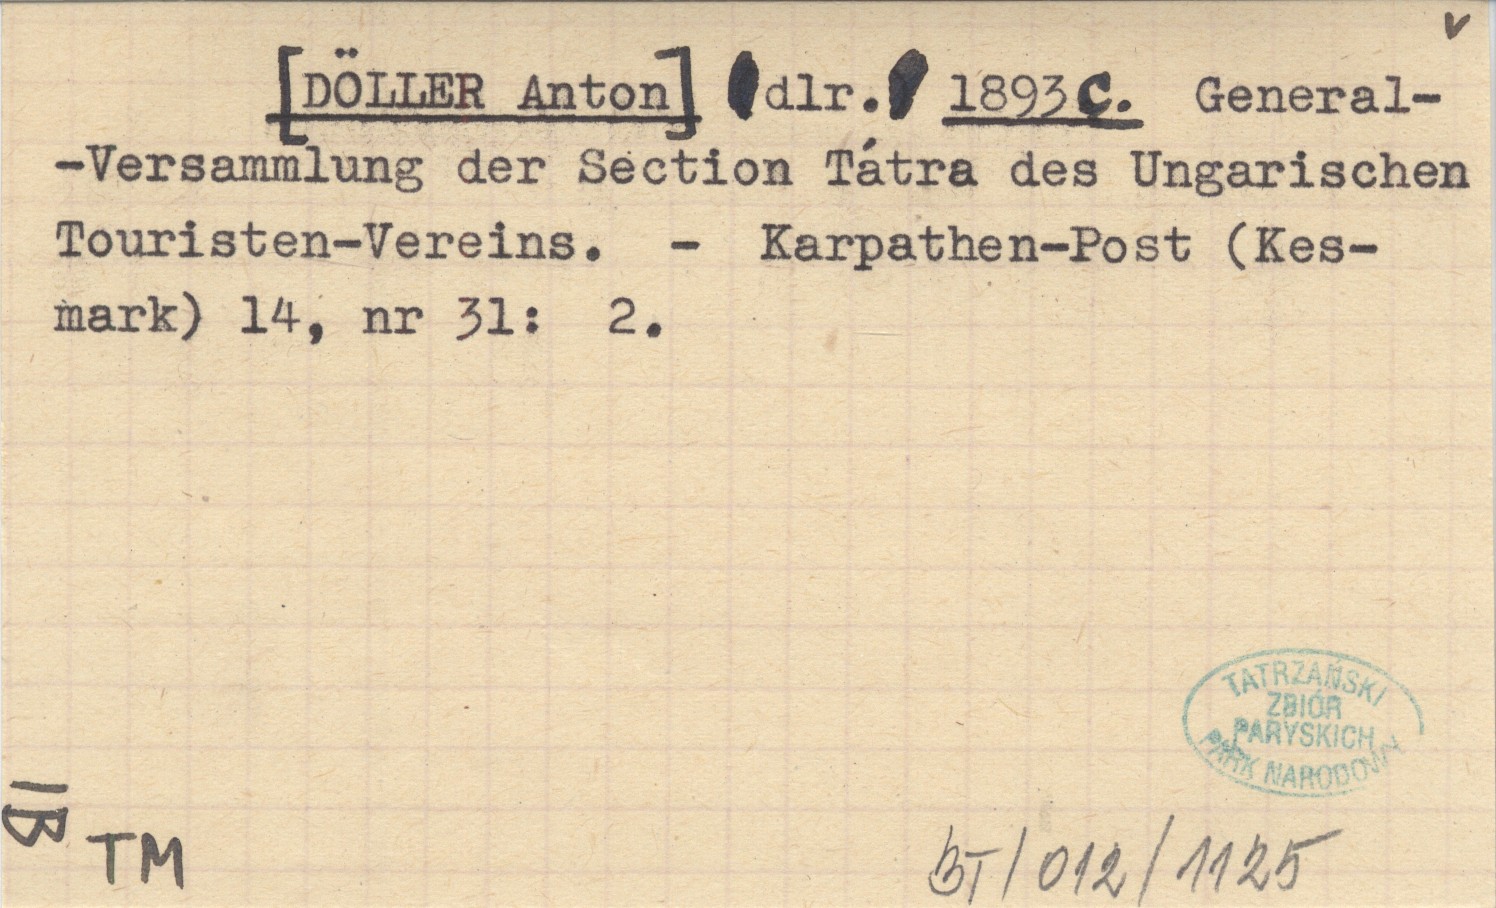 v
[DÖLLER Anton] dlr. 1893c. General-
-Versammlung der Section Tátra des Ungarischen
Touristen-Vereins. - Karpathen-Post (Kes-
mark) 14, nr 31: 2.
TATRZAŃSKI
ZBIÓR
PARYSKICH
PARK NARODOWY
IB
TM
BT/012/1125